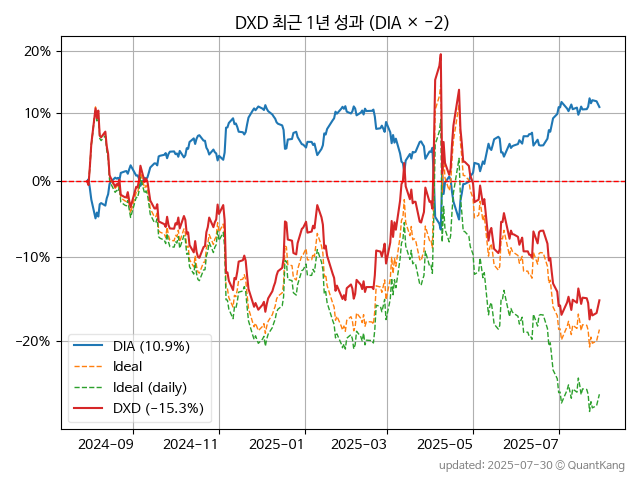 DXD 최근 1년 성과 (DIA × −2)
20%
10%
0%
−10%
−20%
DIA (10.9%)
Ideal
Ideal (daily)
DXD (−15.3%)
2024-09
2024-11
2025-01
2025-03
2025-05
2025-07
updated: 2025-07-30 © QuantKang